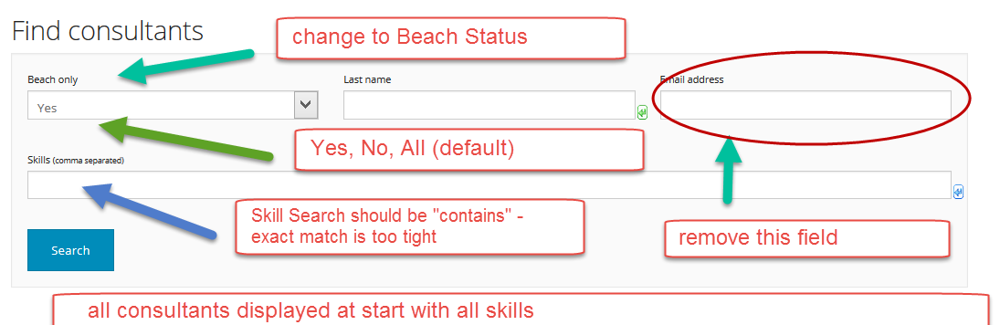 Find consultants
change to Beach Status
Beach only
Last name
Email address
Yes
Yes, No, All (default)
Skills (comma separated)
Skill Search should be "contains" -
exact match is too tight
remove this field
Search
all consultants displayed at start with all skills